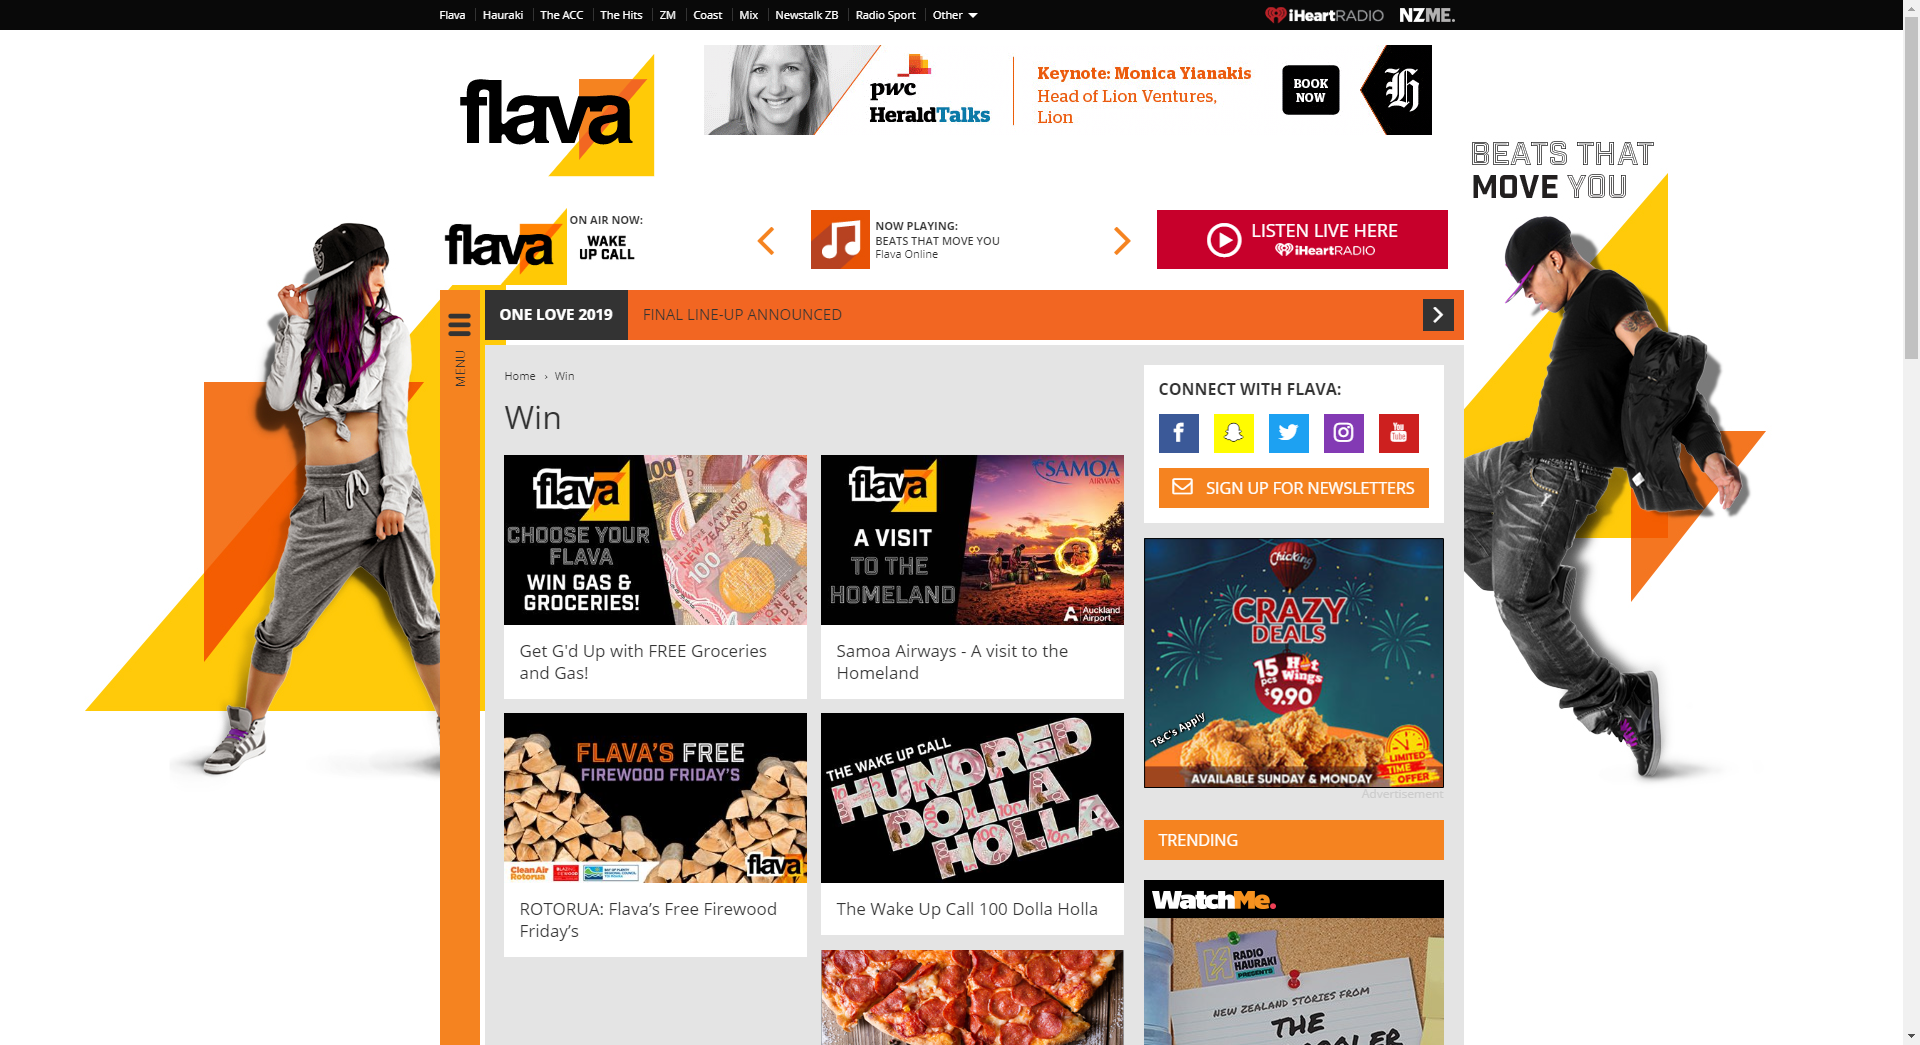 Flava
Hauraki
The ACC
The Hits
ZM
Coast
Mix
Newstalk ZB
Radio Sport
Other
iHeartRADIO
NZME.
flava
pwc
HeraldTalks
Keynote: Monica Yianakis
Head of Lion Ventures,
Lion
BOOK
NOW
BEATS THAT
MOVE YOU
flava
ON AIR NOW:
WAKE
UP CALL
NOW PLAYING:
BEATS THAT MOVE YOU
Flava Online
LISTEN LIVE HERE
iHeartRADIO
MENU
ONE LOVE 2019
FINAL LINE-UP ANNOUNCED
Home › Win
Win
flava
CHOOSE YOUR
FLAVA
WIN GAS &
GROCERIES!
100
NEW ZEALAND
100
Get G'd Up with FREE Groceries
and Gas!
flava
SAMOA
AIRWAYS
A VISIT
TO THE
HOMELAND
Auckland
Airport
Samoa Airways - A visit to the
Homeland
FLAVA'S FREE
FIREWOOD FRIDAY'S
Clean Air
Rotorua
flava
ROTORUA: Flava’s Free Firewood
Friday’s
THE WAKE UP CALL
HUNDRED
DOLLA
HOLLA
The Wake Up Call 100 Dolla Holla
CONNECT WITH FLAVA:
You
Tube
SIGN UP FOR NEWSLETTERS
Chicking
CRAZY
DEALS
15 Hot
pcs Wings
$9.90
T&C's Apply
LIMITED
TIME
OFFER
AVAILABLE SUNDAY & MONDAY
Advertisement
TRENDING
WatchMe.
RADIO
HAURAKI
PRESENTS
NEW ZEALAND STORIES FROM
THE